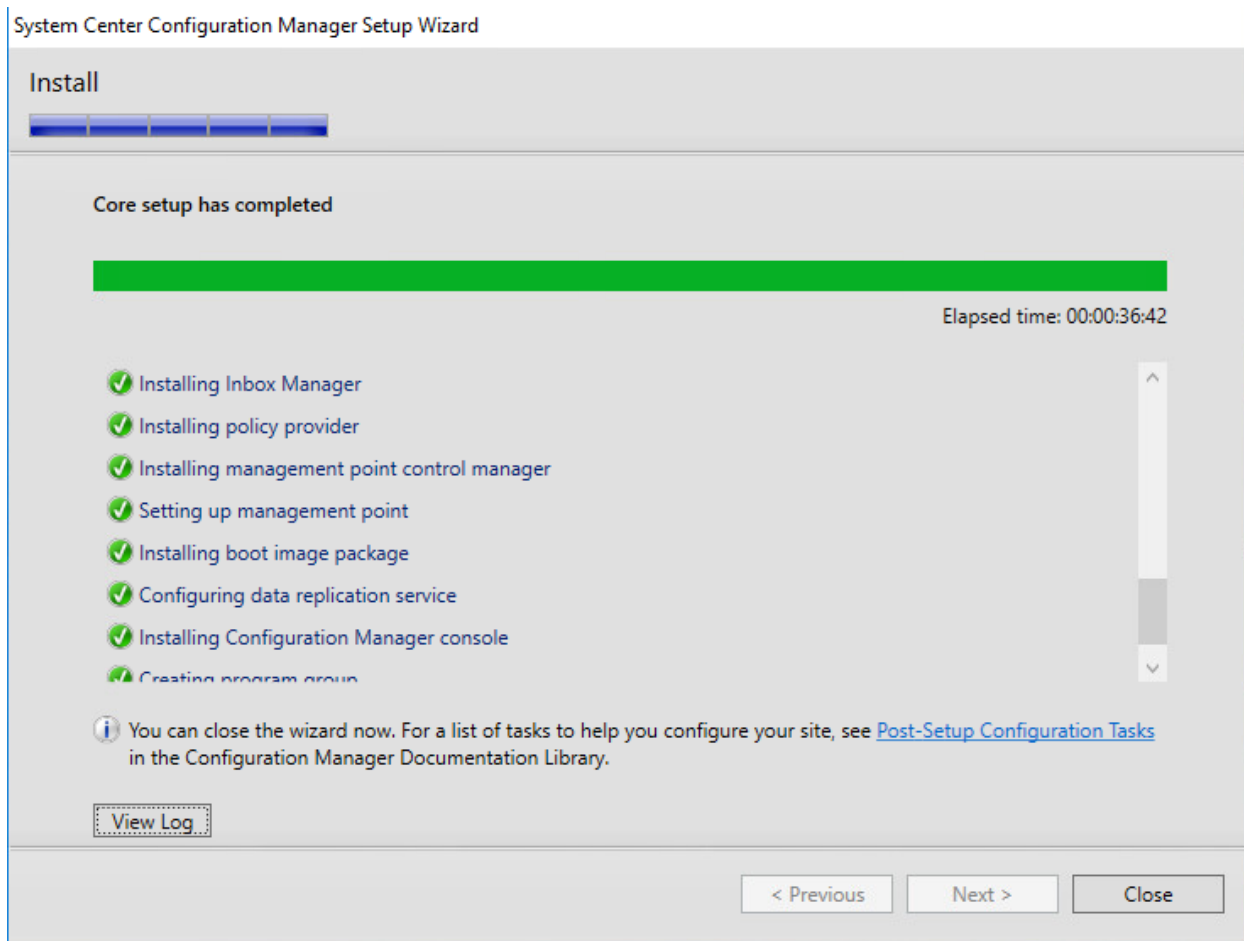 System Center Configuration Manager Setup Wizard
Install
Core setup has completed
Elapsed time: 00:00:36:42
Installing Inbox Manager
Installing policy provider
Installing management point control manager
Setting up management point
Installing boot image package
Configuring data replication service
Installing Configuration Manager console
Creating program group
You can close the wizard now. For a list of tasks to help you configure your site, see Post-Setup Configuration Tasks
in the Configuration Manager Documentation Library.
View Log
< Previous
Next >
Close